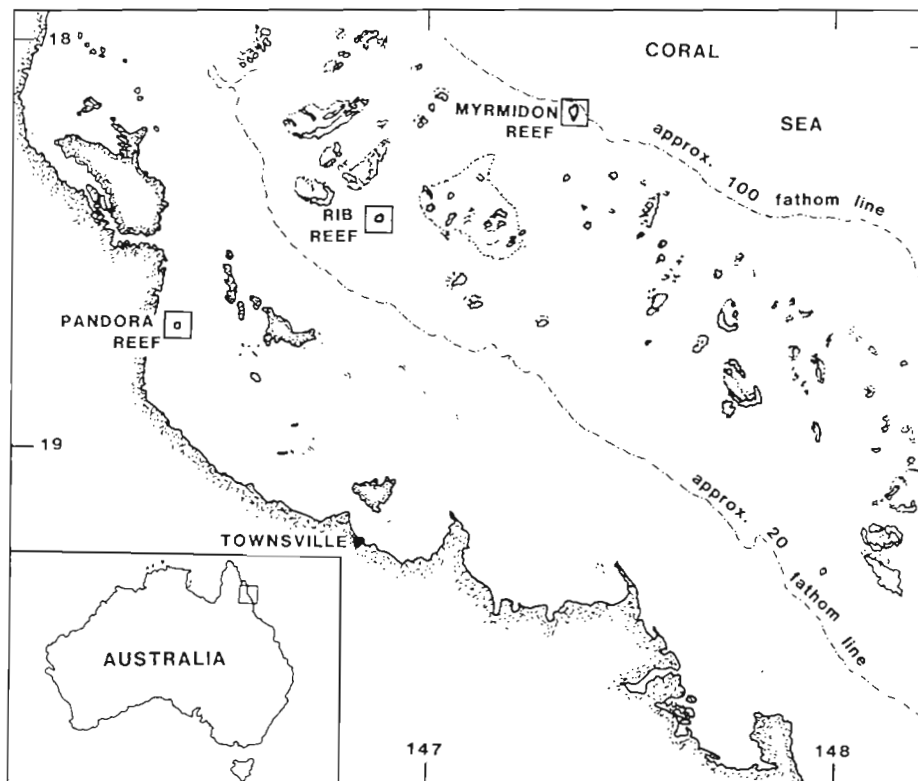 18
CORAL
SEA
MYRMIDON
REEF
approx. 100 fathom line
RIB
REEF
PANDORA
REEF
19
approx. 20 fathom line
TOWNSVILLE
AUSTRALIA
147
148